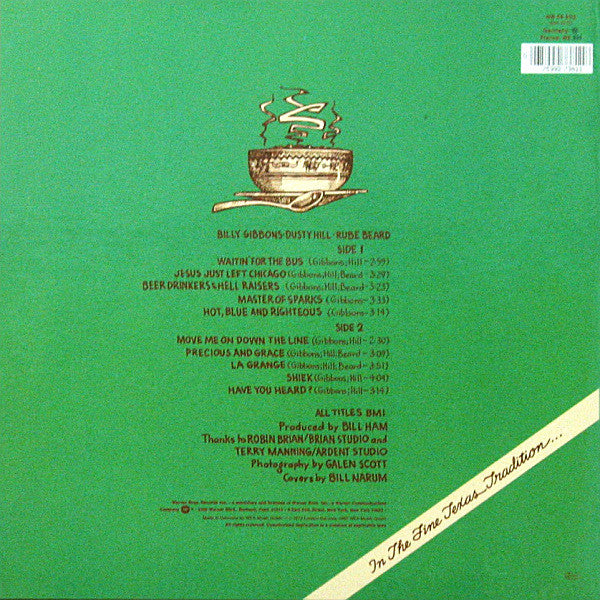 Germany:
BILLY GIBBONS·DUSTY HILL·RUBE BEARD
SIDE 1
WAITIN' FOR THE BUS (Gibbons; Hill-2:59)
JESUS JUST LEFT CHICAGO (Gibbons; Hill; Beard-3:29)
BEER DRINKERS & HELL RAISERS (Gibbons; Hill; Beard-3:23)
MASTER OF SPARKS (Gibbons-3:33)
HOT, BLUE AND RIGHTEOUS (Gibbons-3:14)
SIDE 2
MOVE ME ON DOWN THE LINE (Gibbons; Hill-2:30)
PRECIOUS AND GRACE (Gibbons; Hill; Beard-3:09)
LA GRANGE (Gibbons; Hill; Beard-3:51)
SHIEK (Gibbons; Hill-4:04)
HAVE YOU HEARD? (Gibbons; Hill-3:14)
ALL TITLES BMI
Produced by BILL HAM
Thanks to ROBIN BRIAN/BRIAN STUDIO and
TERRY MANNING/ARDENT STUDIO
Photography by GALEN SCOTT
Covers by BILL NARUM
In The Fine Texas Tradition...